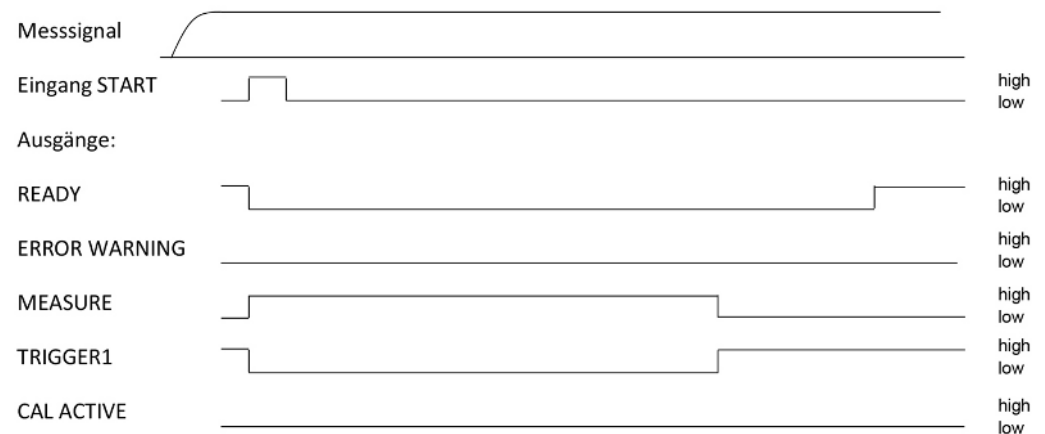 Messsignal
Eingang START high
low
Ausgänge:
READY high
low
ERROR WARNING high
low
MEASURE high
low
TRIGGER1 high
low
CAL ACTIVE high
low